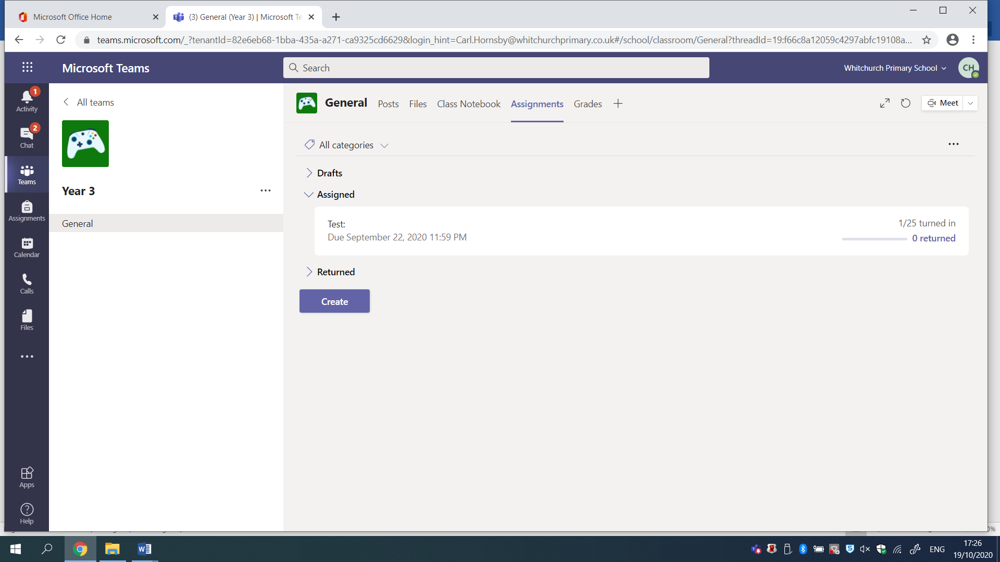 Microsoft Office Home
(3) General (Year 3) | Microsoft Te
teams.microsoft.com/_?tenantId=82e6eb68-1bba-435a-a271-ca9325cd6629&login_hint=Carl.Hornsby@whitchurchprimary.co.uk#/school/classroom/General?threadId=19:f66c8a12059c4297abfc19108a...
Microsoft Teams
Search
Whitchurch Primary School
CH
1
Activity
2
Chat
Teams
Assignments
Calendar
Calls
Files
Apps
Help
All teams
Year 3
General
General
Posts
Files
Class Notebook
Assignments
Grades
Meet
All categories
Drafts
Assigned
Test:
Due September 22, 2020 11:59 PM
1/25 turned in
0 returned
Returned
Create
ENG
17:26
19/10/2020